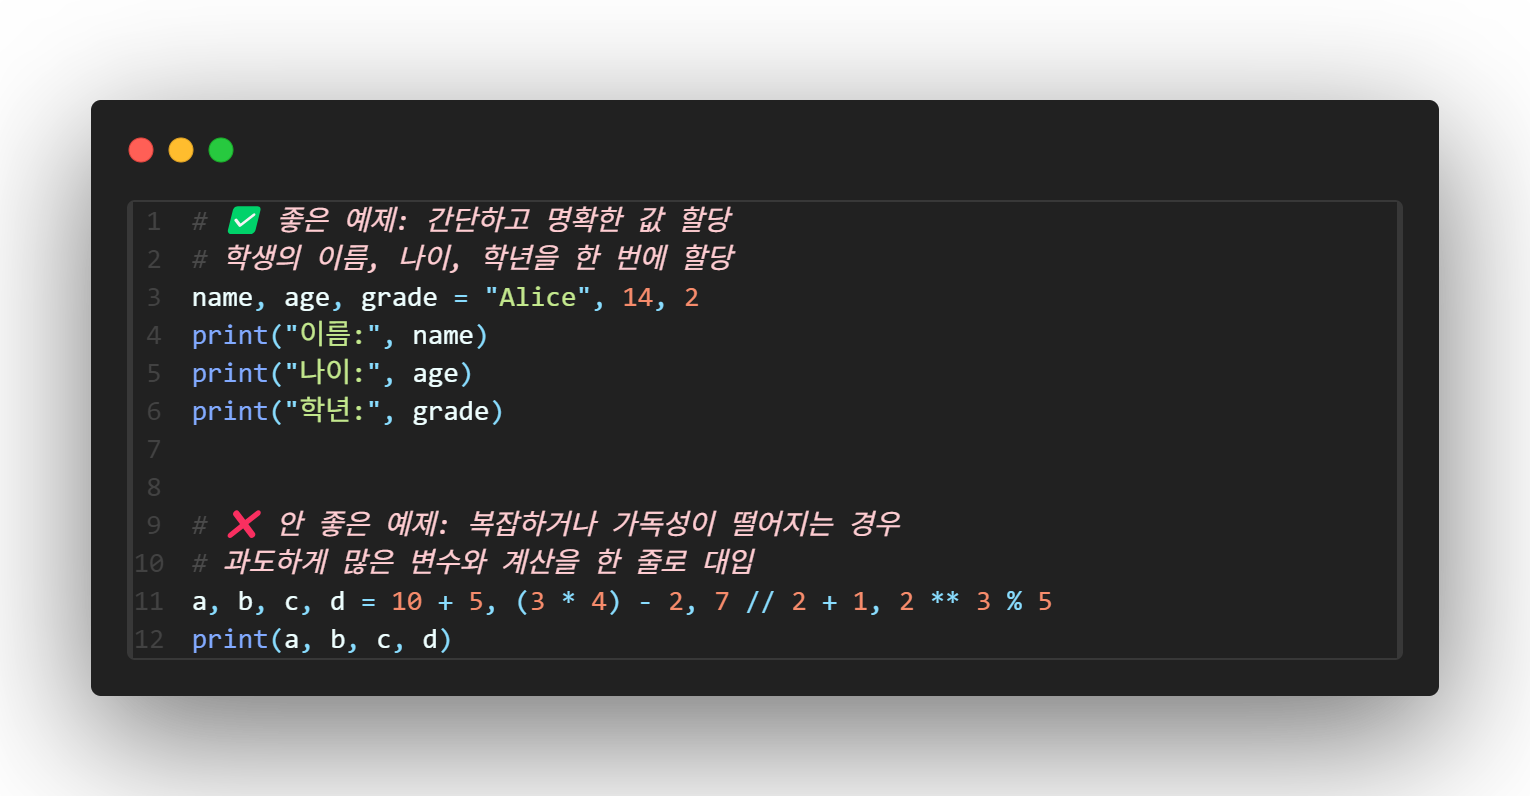 1 # ✅ 좋은 예제: 간단하고 명확한 값 할당
2 # 학생의 이름, 나이, 학년을 한 번에 할당
3 name, age, grade = "Alice", 14, 2
4 print("이름:", name)
5 print("나이:", age)
6 print("학년:", grade)
7
8
9 # ❌ 안 좋은 예제: 복잡하거나 가독성이 떨어지는 경우
10 # 과도하게 많은 변수와 계산을 한 줄로 대입
11 a, b, c, d = 10 + 5, (3 * 4) - 2, 7 // 2 + 1, 2 ** 3 % 5
12 print(a, b, c, d)